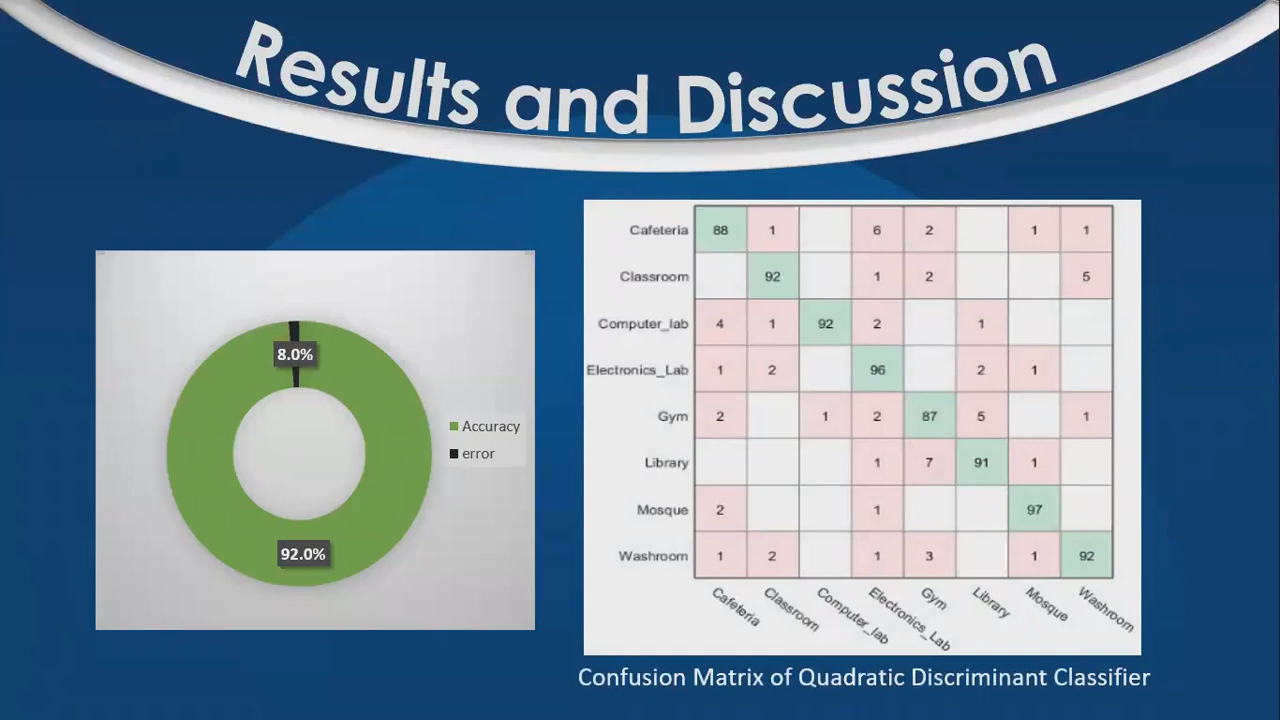 Results and Discussion
8.0%
Accuracy
error
92.0%
Cafeteria 88 1 6 2 1 1
Classroom 92 1 2 5
Computer_lab 4 1 92 2 1
Electronics_Lab 1 2 96 2 1
Gym 2 1 2 87 5 1
Library 1 7 91 1
Mosque 2 1 97
Washroom 1 2 1 3 1 92
Cafeteria Classroom Computer_lab Electronics_Lab Gym Library Mosque Washroom
Confusion Matrix of Quadratic Discriminant Classifier